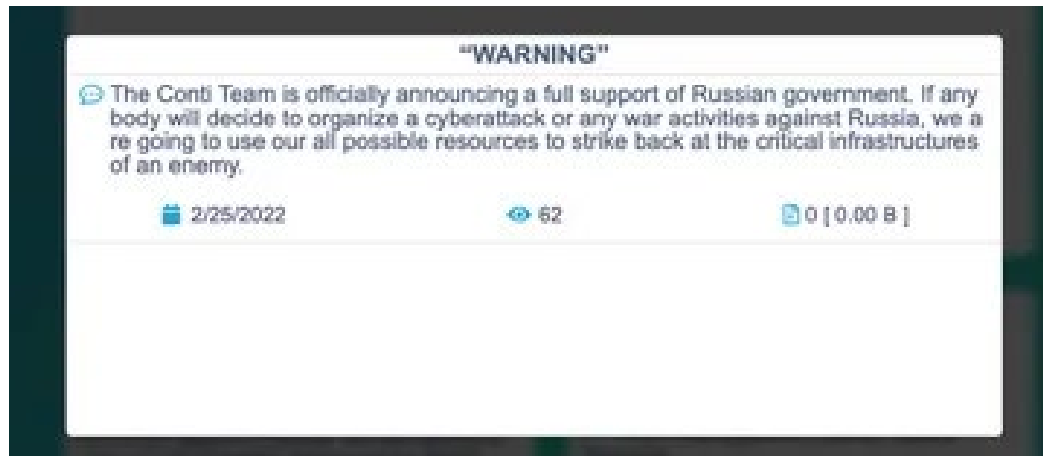 “WARNING”
The Conti Team is officially announcing a full support of Russian government. If any
body will decide to organize a cyberattack or any war activities against Russia, we a
re going to use our all possible resources to strike back at the critical infrastructures
of an enemy.
2/25/2022 62 0 [ 0.00 B ]